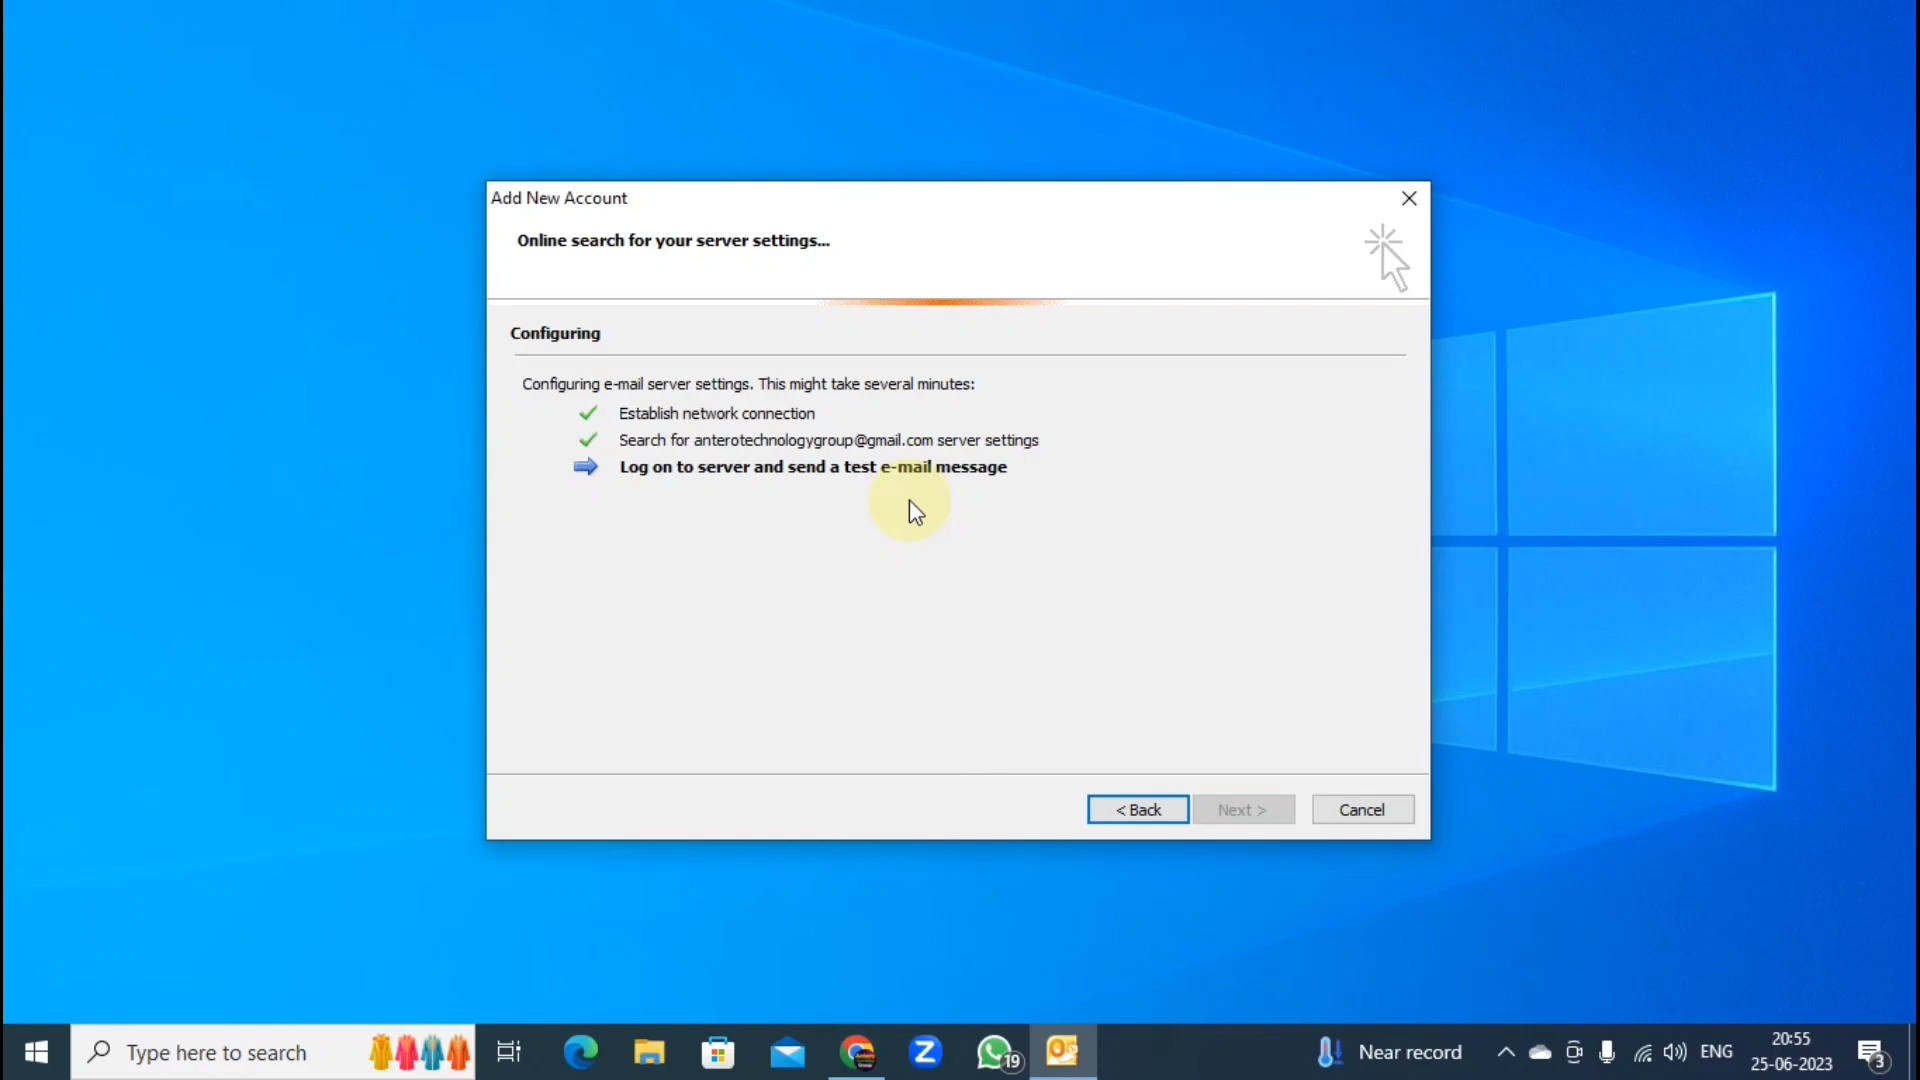 Add New Account
Online search for your server settings...
Configuring
Configuring e-mail server settings. This might take several minutes:
Establish network connection
Search for anterotechnologygroup@gmail.com server settings
Log on to server and send a test e-mail message
< Back
Next >
Cancel
Type here to search
19
Near record
ENG
20:55
25-06-2023
3